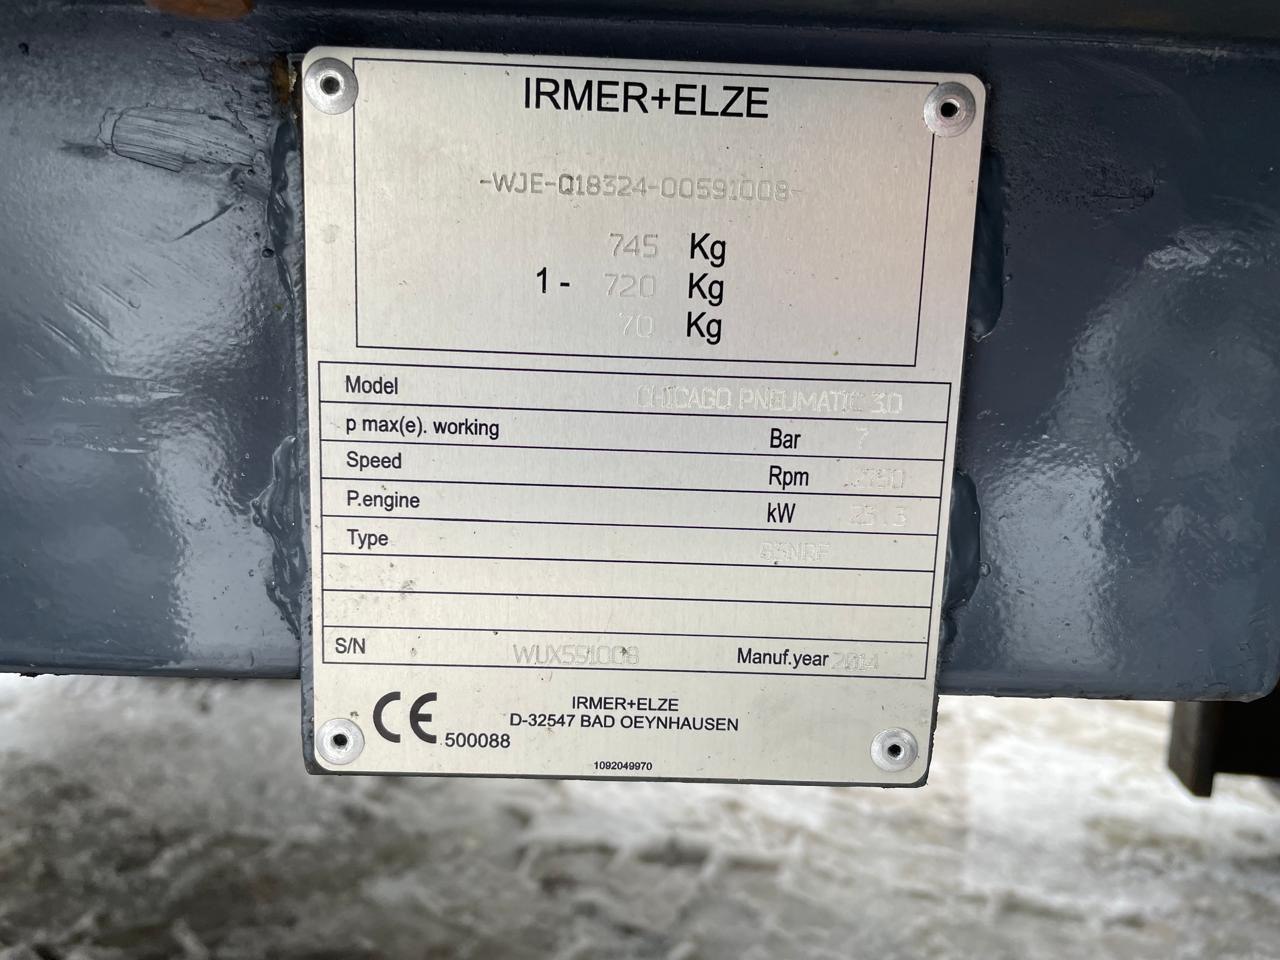 IRMER+ELZE
-WJE-Q18324-00591008-
745 Kg
1- 720 Kg
70 Kg
Model CHICAGO PNEUMATIC 3.0
p max(e). working Bar 7
Speed Rpm
P.engine kW
Type
S/N WUX591008 Manuf.year 2014
IRMER+ELZE
D-32547 BAD OEYNHAUSEN
CE 500088
1092049970